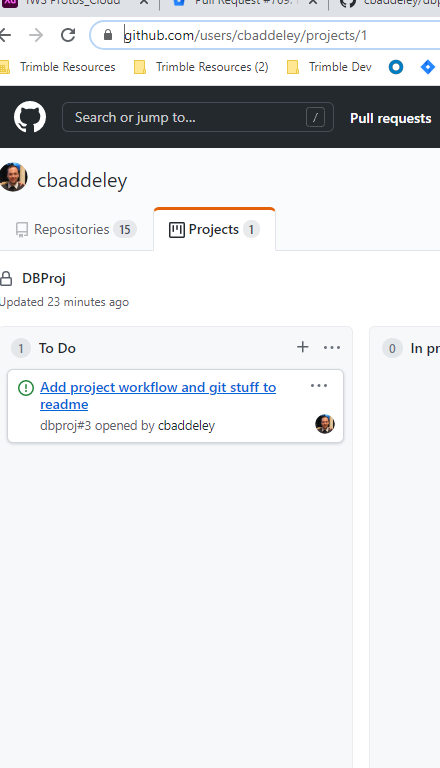 IWS Protos_Cloud
Pull Request #769:
cbaddeley/dbp
github.com/users/cbaddeley/projects/1
Trimble Resources
Trimble Resources (2)
Trimble Dev
Search or jump to...
/
Pull requests
cbaddeley
Repositories 15
Projects 1
DBProj
Updated 23 minutes ago
1 To Do
0 In pr
Add project workflow and git stuff to
readme
dbproj#3 opened by cbaddeley